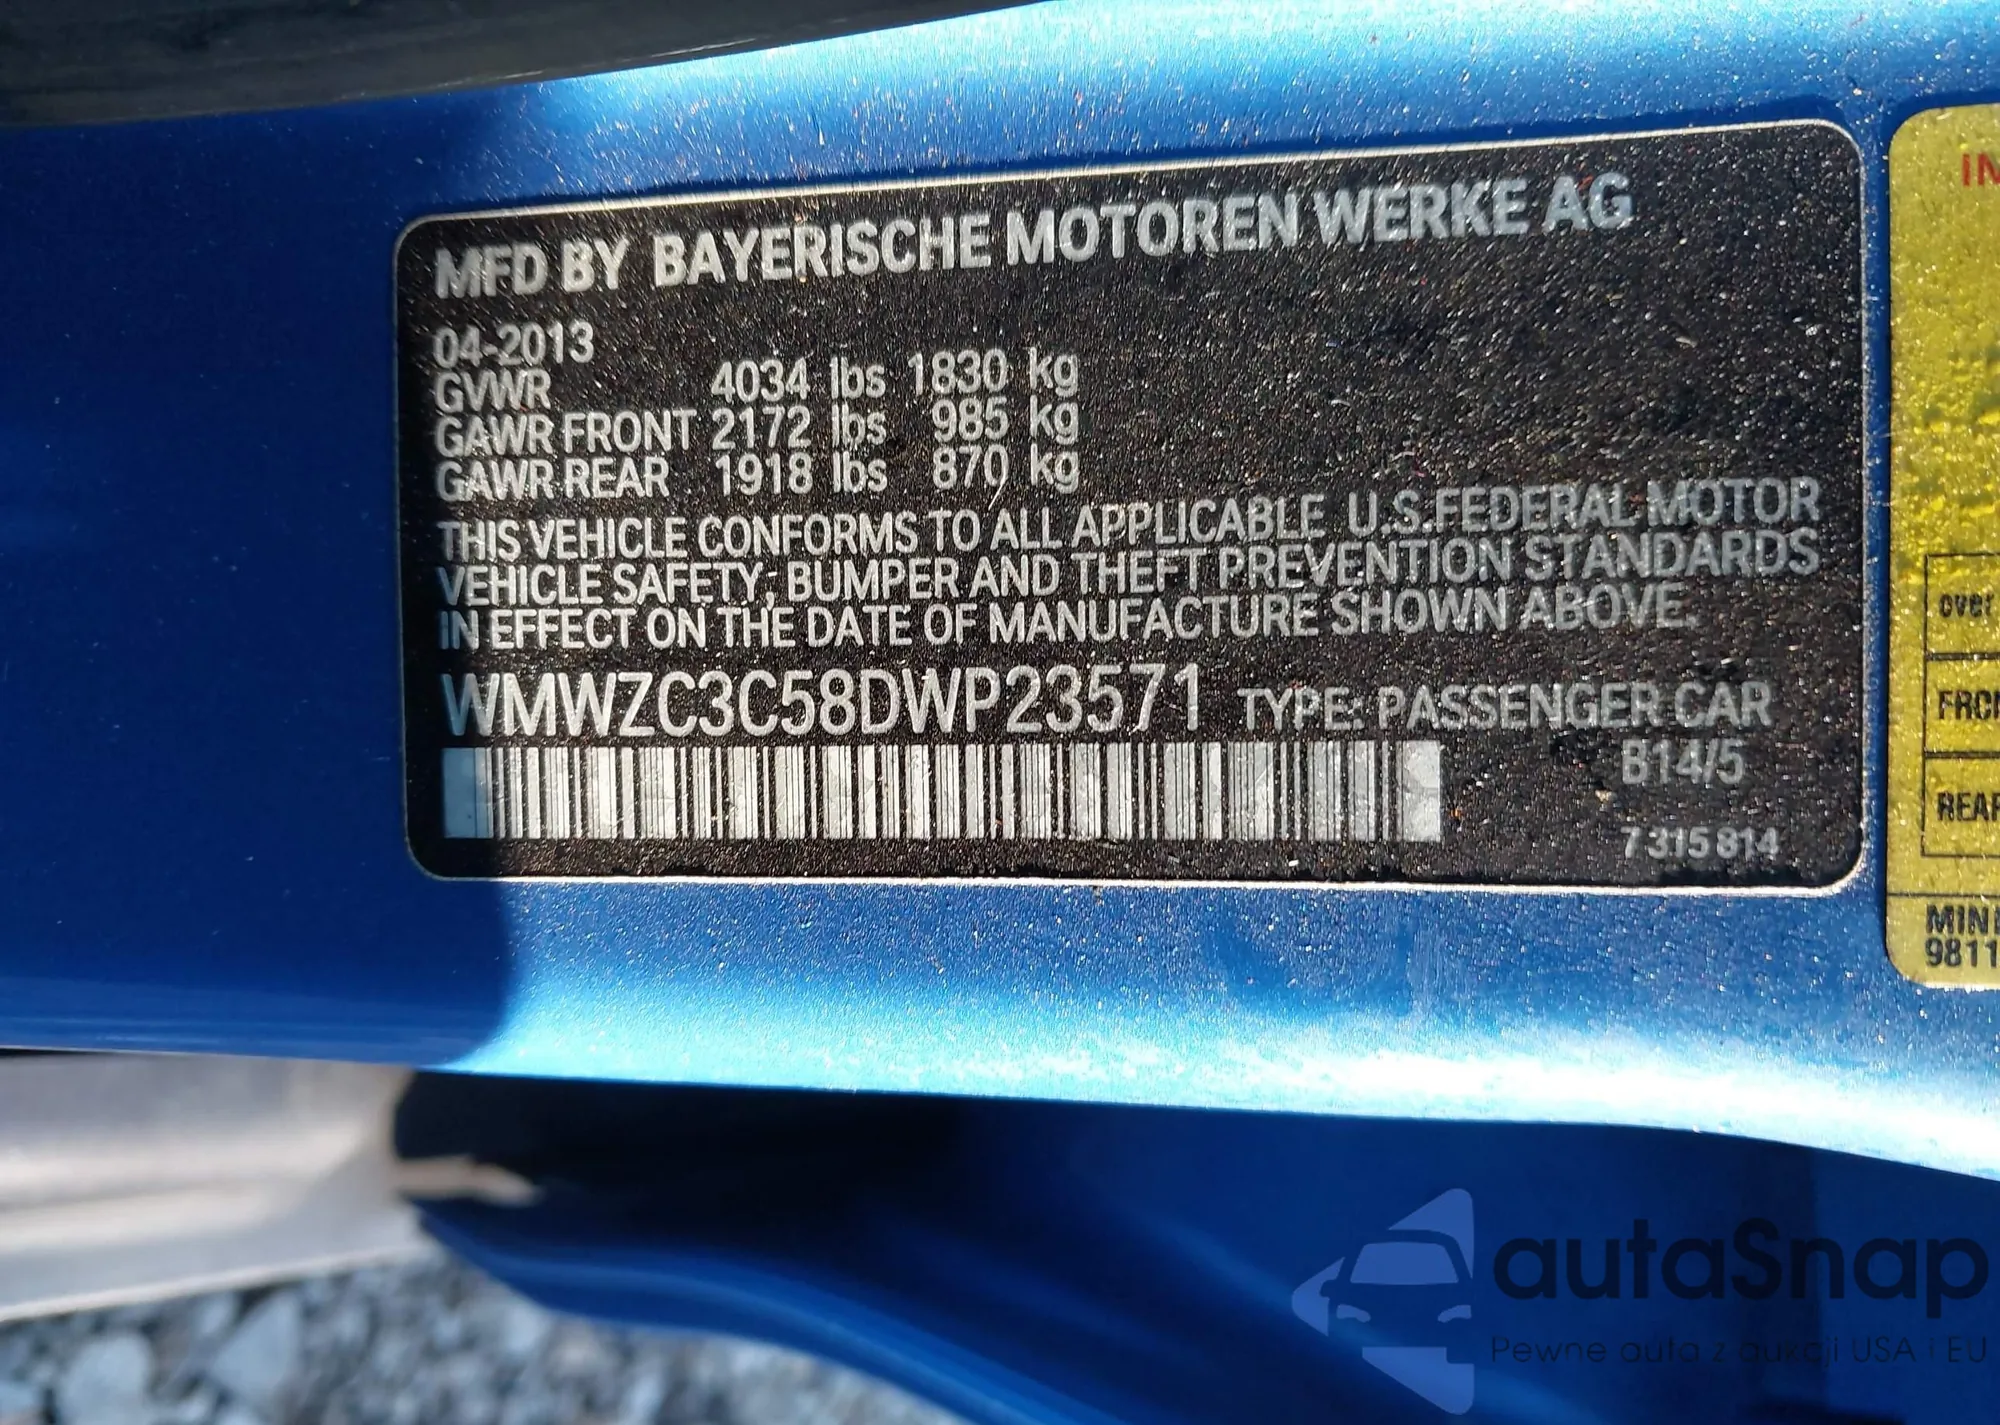 MFD BY BAYERISCHE MOTOREN WERKE AG
04-2013
GVWR 4034 lbs 1830 kg
GAWR FRONT 2172 lbs 985 kg
GAWR REAR 1918 lbs 870 kg
THIS VEHICLE CONFORMS TO ALL APPLICABLE U.S.FEDERAL MOTOR
VEHICLE SAFETY, BUMPER AND THEFT PREVENTION STANDARDS
IN EFFECT ON THE DATE OF MANUFACTURE SHOWN ABOVE.
WMWZC3C58DWP23571 TYPE: PASSENGER CAR
B14/5
7 315 814
over
MINI
9811
autaSnap
Pewne auta z aukcji USA i EU